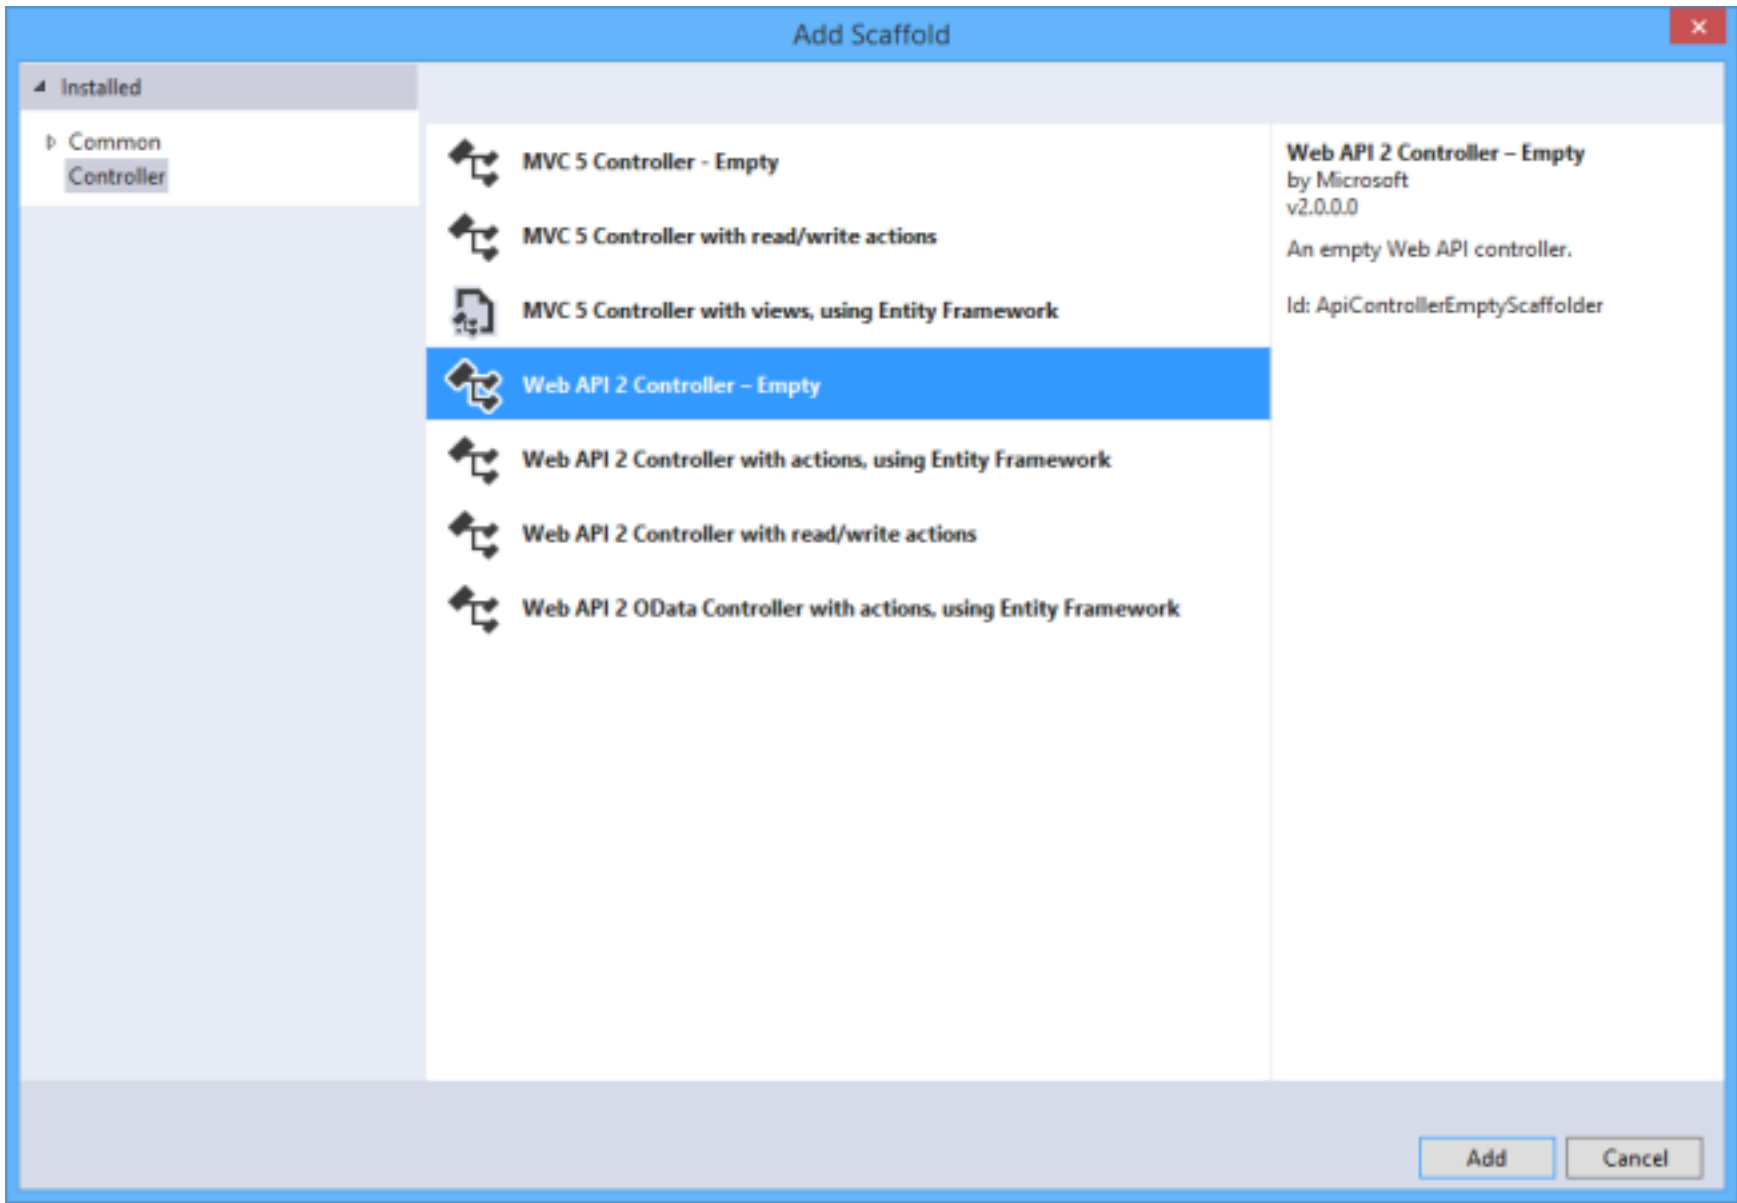 Add Scaffold
Installed
Common
Controller
MVC 5 Controller - Empty
MVC 5 Controller with read/write actions
MVC 5 Controller with views, using Entity Framework
Web API 2 Controller – Empty
Web API 2 Controller with actions, using Entity Framework
Web API 2 Controller with read/write actions
Web API 2 OData Controller with actions, using Entity Framework
Web API 2 Controller – Empty
by Microsoft
v2.0.0.0
An empty Web API controller.
Id: ApiControllerEmptyScaffolder
Add
Cancel